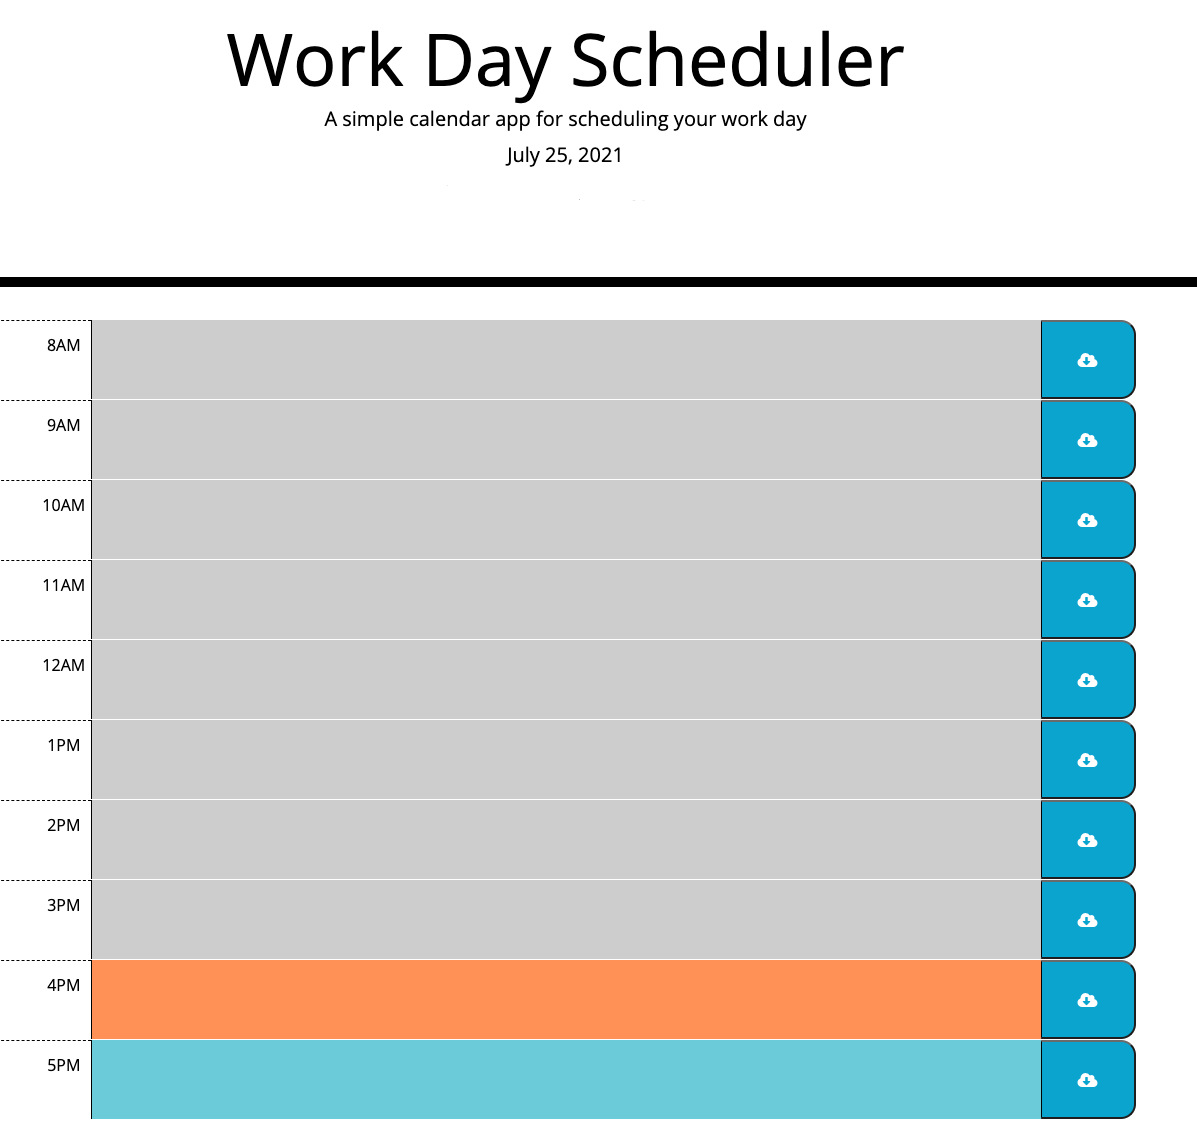 Work Day Scheduler
A simple calendar app for scheduling your work day
July 25, 2021
8AM
9AM
10AM
11AM
12AM
1PM
2PM
3PM
4PM
5PM